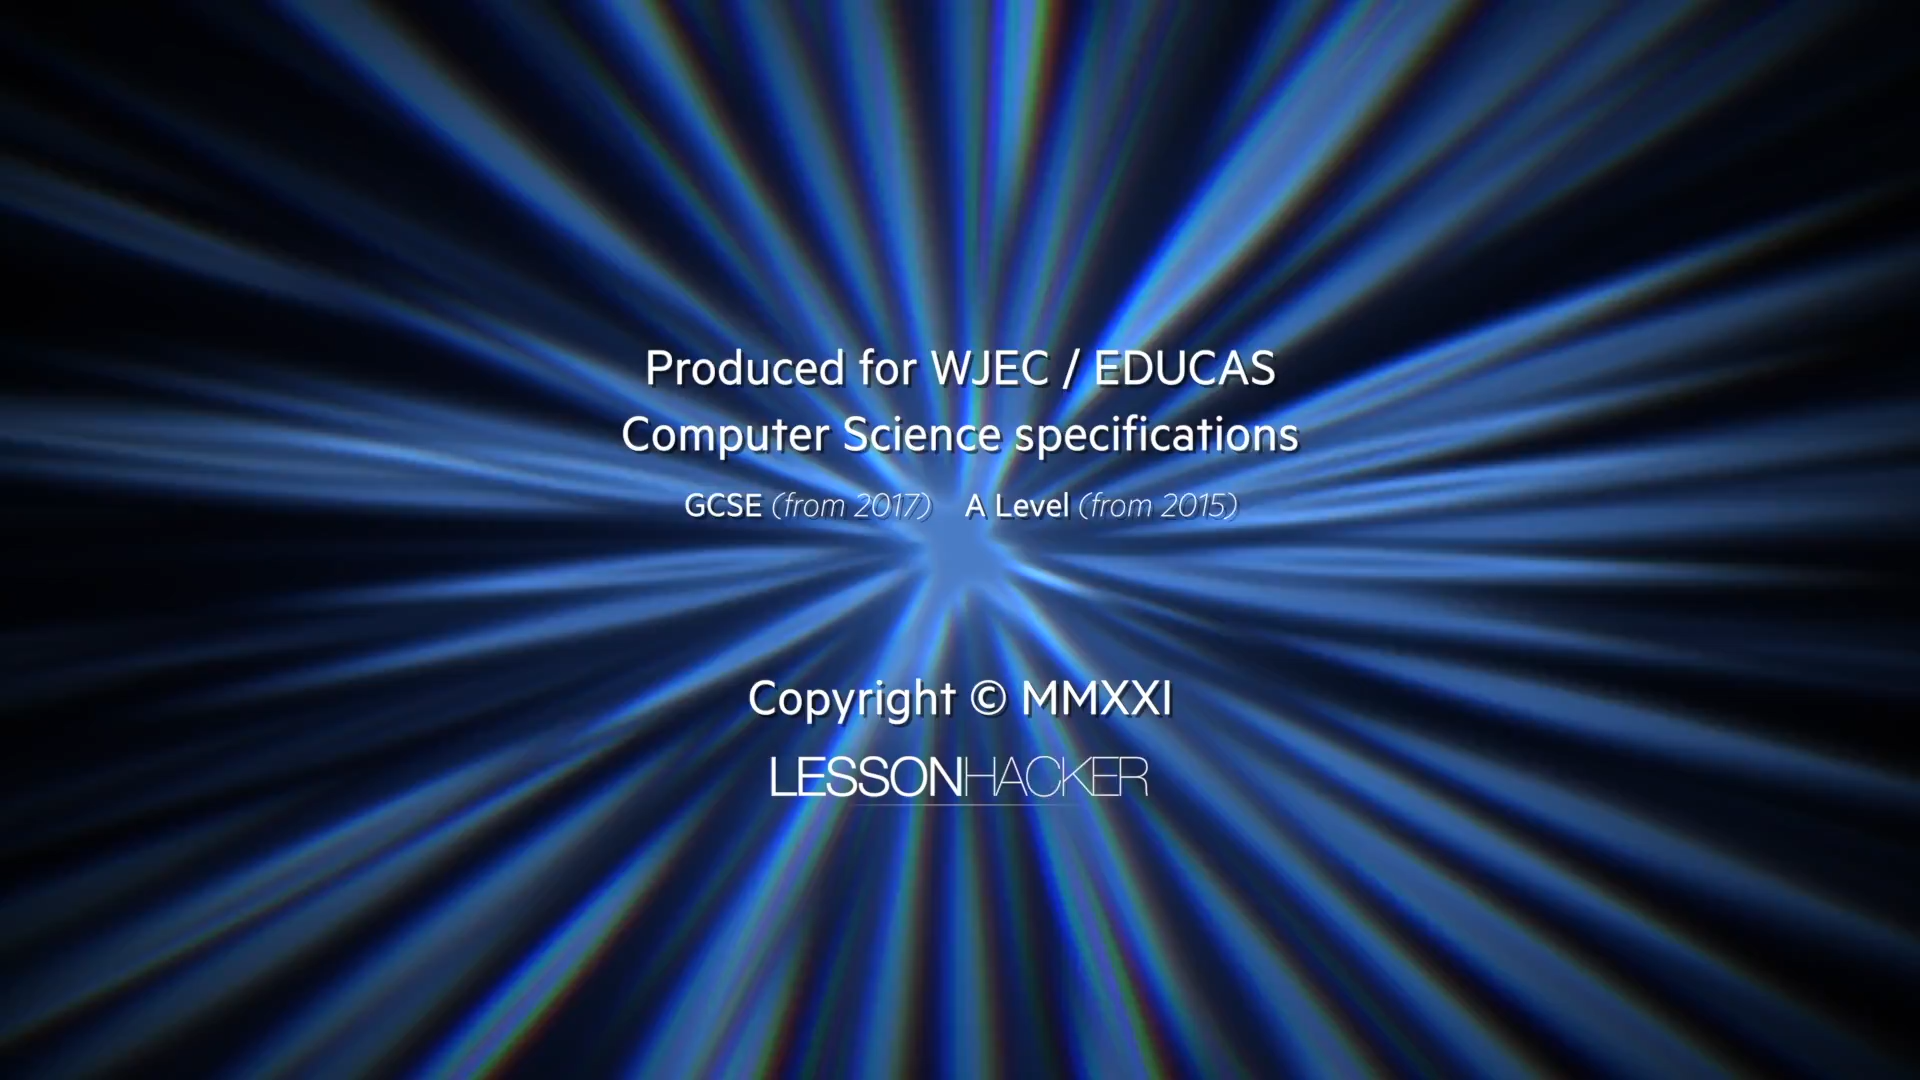 Produced for WJEC / EDUCAS
Computer Science specifications
GCSE (from 2017) A Level (from 2015)
Copyright © MMXXI
LESSONHACKER